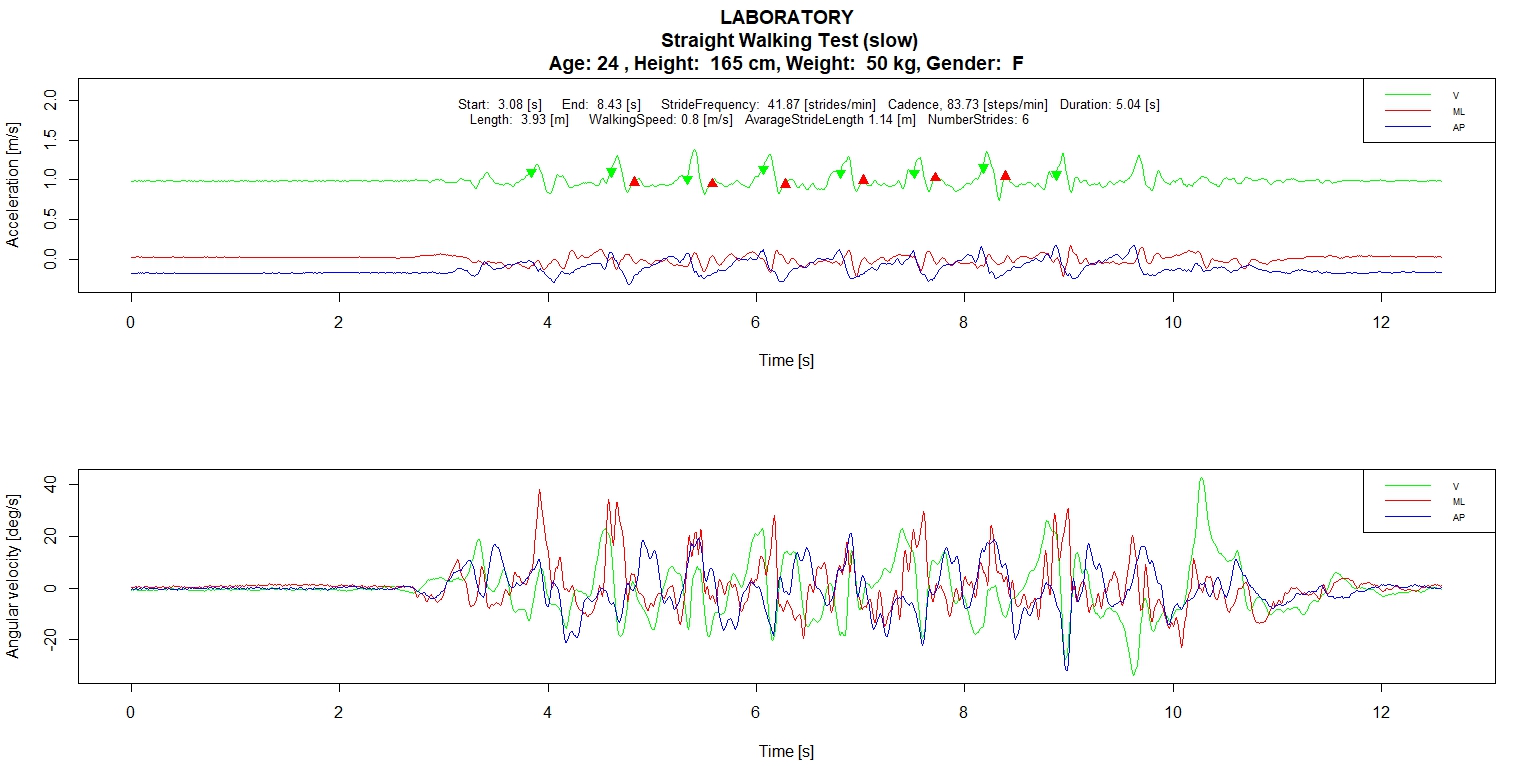 LABORATORY
Straight Walking Test (slow)
Age: 24 , Height:  165 cm, Weight:  50 kg, Gender:  F
Start:  3.08 [s]     End:  8.43 [s]     StrideFrequency:  41.87 [strides/min]   Cadence, 83.73 [steps/min]   Duration: 5.04 [s]
Length:  3.93 [m]     WalkingSpeed: 0.8 [m/s]   AvarageStrideLength 1.14 [m]   NumberStrides: 6
V
ML
AP
Acceleration [m/s]
2.0
1.5
1.0
0.5
0.0
0 2 4 6 8 10 12
Time [s]
V
ML
AP
Angular velocity [deg/s]
40
20
0
-20
0 2 4 6 8 10 12
Time [s]